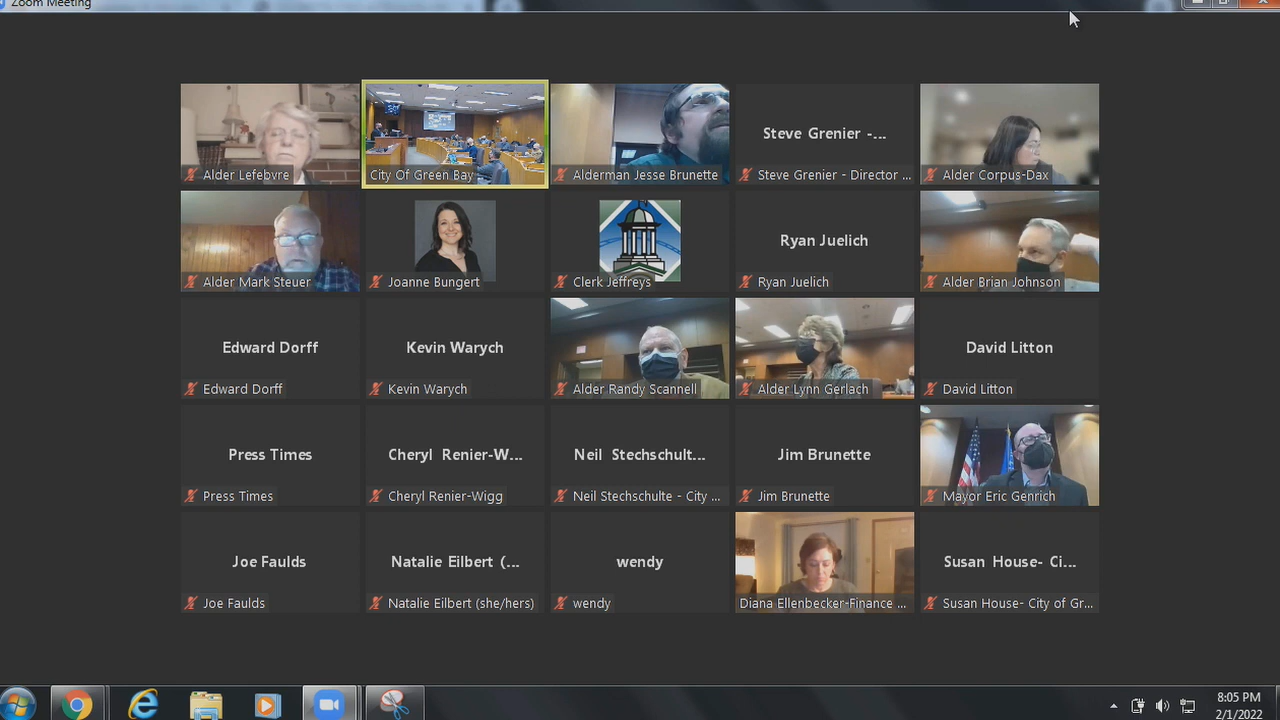 Zoom Meeting
Alder Lefebvre
City Of Green Bay
Alderman Jesse Brunette
Steve Grenier -...
Steve Grenier - Director ...
Alder Corpus-Dax
Alder Mark Steuer
Joanne Bungert
Clerk Jeffreys
Ryan Juelich
Ryan Juelich
Alder Brian Johnson
Edward Dorff
Edward Dorff
Kevin Warych
Kevin Warych
Alder Randy Scannell
Alder Lynn Gerlach
David Litton
David Litton
Press Times
Press Times
Cheryl Renier-W...
Cheryl Renier-Wigg
Neil Stechschult...
Neil Stechschulte - City ...
Jim Brunette
Jim Brunette
Mayor Eric Genrich
Joe Faulds
Joe Faulds
Natalie Eilbert (...
Natalie Eilbert (she/hers)
wendy
wendy
Diana Ellenbecker-Finance ...
Susan House- Ci...
Susan House- City of Gr...
8:05 PM
2/1/2022